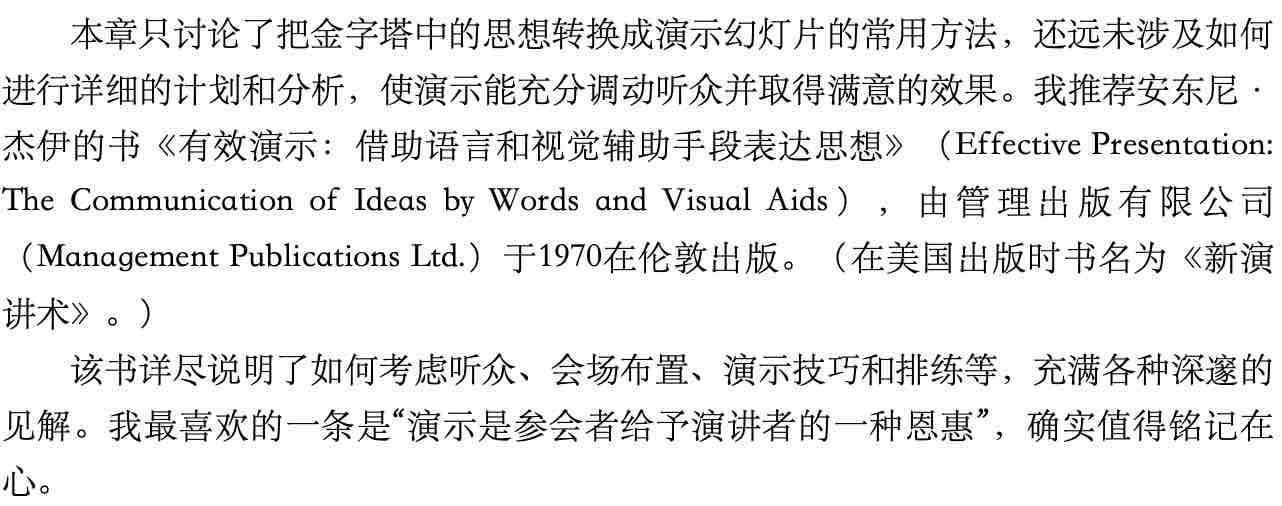 本章只讨论了把金字塔中的思想转换成演示幻灯片的常用方法，还远未涉及如何
进行详细的计划和分析，使演示能充分调动听众并取得满意的效果。我推荐安东尼·
杰伊的书《有效演示：借助语言和视觉辅助手段表达思想》（Effective Presentation:
The Communication of Ideas by Words and Visual Aids），由管理出版有限公司
（Management Publications Ltd.）于1970在伦敦出版。（在美国出版时书名为《新演
讲术》。）
该书详尽说明了如何考虑听众、会场布置、演示技巧和排练等，充满各种深邃的
见解。我最喜欢的一条是“演示是参会者给予演讲者的一种恩惠”，确实值得铭记在
心。